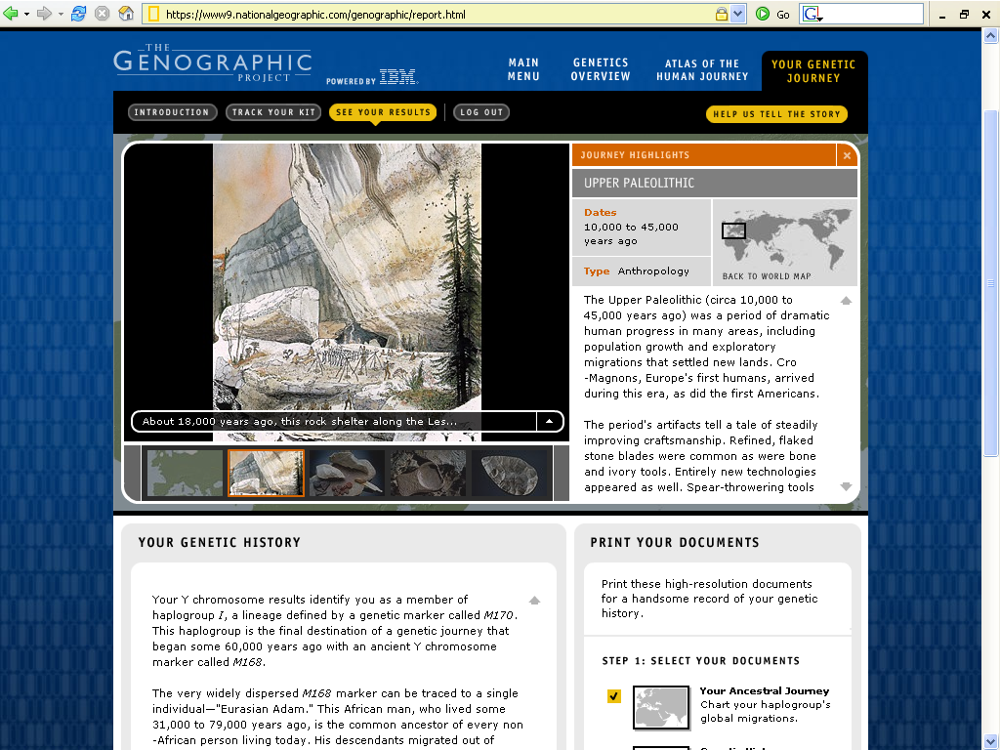 https://www9.nationalgeographic.com/genographic/report.html
Go
G
THE
GENOGRAPHIC
PROJECT
POWERED BY IBM
MAIN
MENU
GENETICS
OVERVIEW
ATLAS OF THE
HUMAN JOURNEY
YOUR GENETIC
JOURNEY
INTRODUCTION
TRACK YOUR KIT
SEE YOUR RESULTS
LOG OUT
HELP US TELL THE STORY
About 18,000 years ago, this rock shelter along the Les...
JOURNEY HIGHLIGHTS
UPPER PALEOLITHIC
Dates
10,000 to 45,000
years ago
Type Anthropology
BACK TO WORLD MAP
The Upper Paleolithic (circa 10,000 to
45,000 years ago) was a period of dramatic
human progress in many areas, including
population growth and exploratory
migrations that settled new lands. Cro
-Magnons, Europe's first humans, arrived
during this era, as did the first Americans.
The period's artifacts tell a tale of steadily
improving craftsmanship. Refined, flaked
stone blades were common as were bone
and ivory tools. Entirely new technologies
appeared as well. Spear-throwering tools
YOUR GENETIC HISTORY
Your Y chromosome results identify you as a member of
haplogroup I, a lineage defined by a genetic marker called M170.
This haplogroup is the final destination of a genetic journey that
began some 60,000 years ago with an ancient Y chromosome
marker called M168.
The very widely dispersed M168 marker can be traced to a single
individual—"Eurasian Adam." This African man, who lived some
31,000 to 79,000 years ago, is the common ancestor of every non
-African person living today. His descendants migrated out of
PRINT YOUR DOCUMENTS
Print these high-resolution documents
for a handsome record of your genetic
history.
STEP 1: SELECT YOUR DOCUMENTS
Your Ancestral Journey
Chart your haplogroup's
global migrations.